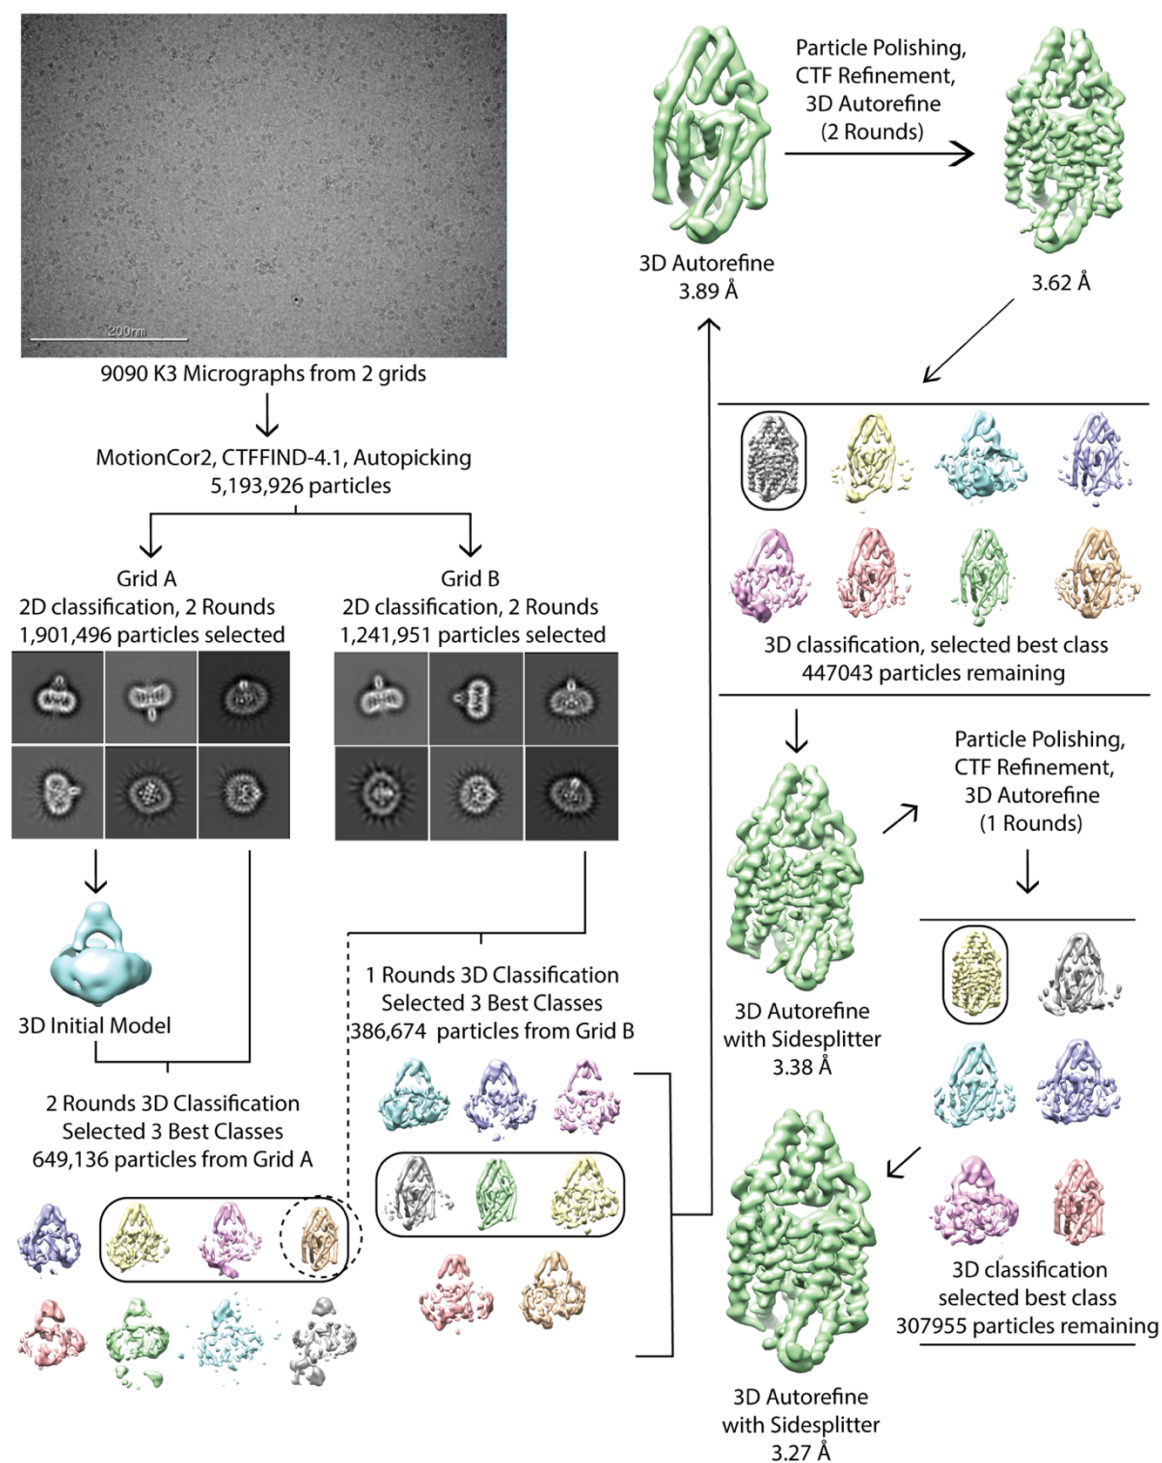 200nm
9090 K3 Micrographs from 2 grids
MotionCor2, CTFFIND-4.1, Autopicking
5,193,926 particles
Grid A
2D classification, 2 Rounds
1,901,496 particles selected
Grid B
2D classification, 2 Rounds
1,241,951 particles selected
3D Initial Model
2 Rounds 3D Classification
Selected 3 Best Classes
649,136 particles from Grid A
1 Rounds 3D Classification
Selected 3 Best Classes
386,674 particles from Grid B
3D Autorefine
3.89 Å
Particle Polishing,
CTF Refinement,
3D Autorefine
(2 Rounds)
3.62 Å
3D classification, selected best class
447043 particles remaining
3D Autorefine
with Sidesplitter
3.38 Å
Particle Polishing,
CTF Refinement,
3D Autorefine
(1 Rounds)
3D classification
selected best class
307955 particles remaining
3D Autorefine
with Sidesplitter
3.27 Å